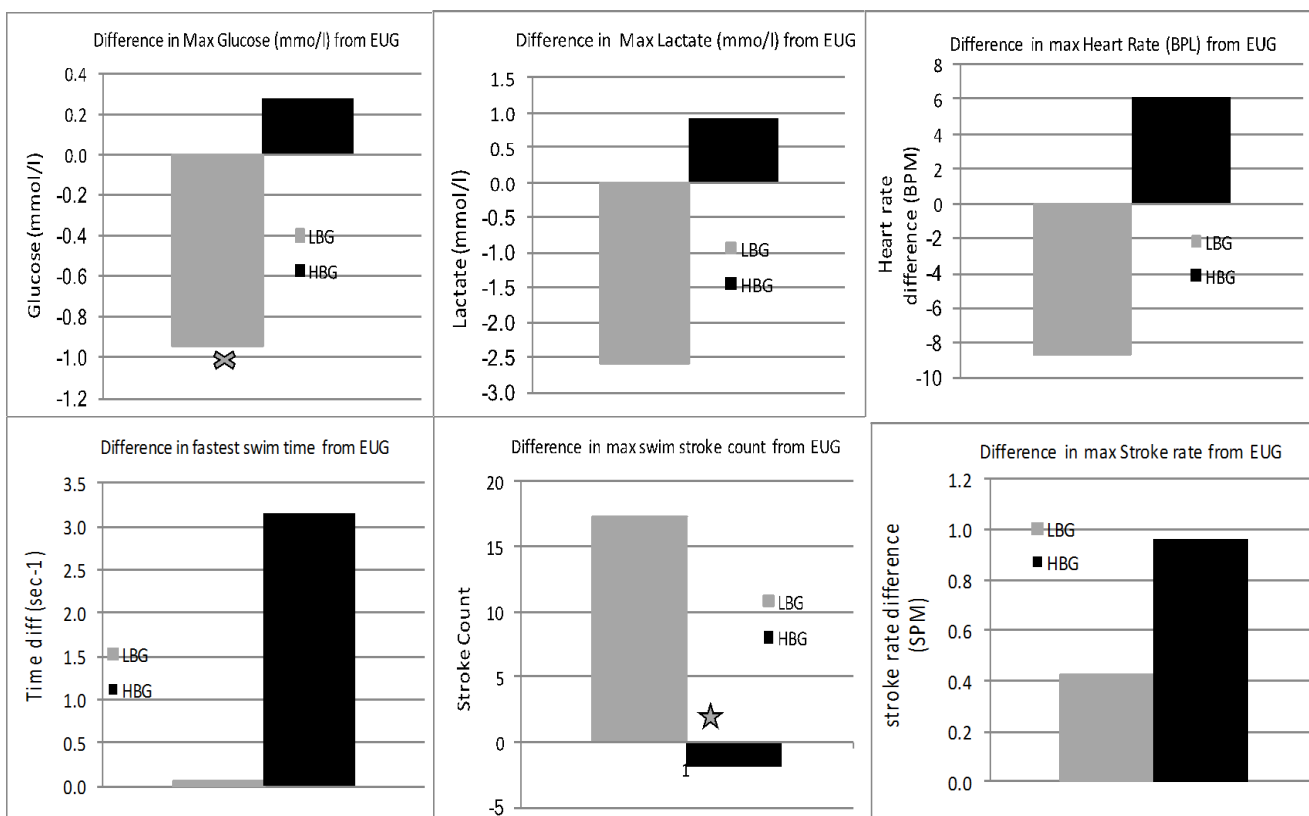 Difference in Max Glucose (mmo/l) from EUG
0.4
0.2
0.0
-0.2
-0.4
-0.6
-0.8
-1.0
-1.2
Glucose (mmol/l)
LBG
HBG
Difference in Max Lactate (mmo/l) from EUG
1.5
1.0
0.5
0.0
-0.5
-1.0
-1.5
-2.0
-2.5
-3.0
Lactate (mmol/l)
LBG
HBG
Difference in max Heart Rate (BPL) from EUG
8
6
4
2
0
-2
-4
-6
-8
-10
Heart rate
difference (BPM)
LBG
HBG
Difference in fastest swim time from EUG
3.5
3.0
2.5
2.0
1.5
1.0
0.5
0.0
Time diff (sec-1)
LBG
HBG
Difference in max swim stroke count from EUG
20
15
10
5
0
-5
Stroke Count
LBG
HBG
1
Difference in max Stroke rate from EUG
1.2
1.0
0.8
0.6
0.4
0.2
0.0
stroke rate difference
(SPM)
LBG
HBG